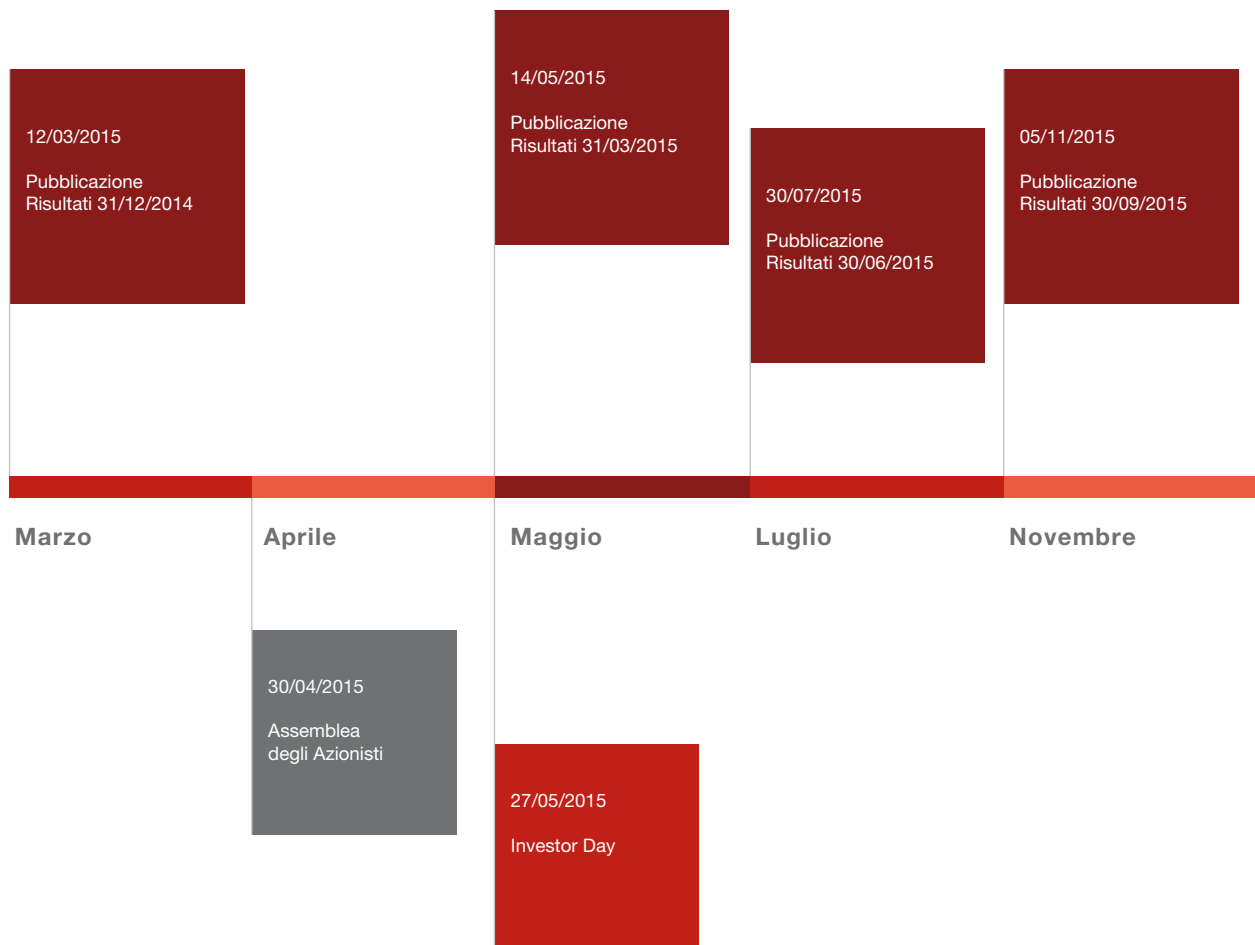 12/03/2015
Pubblicazione
Risultati 31/12/2014
14/05/2015
Pubblicazione
Risultati 31/03/2015
30/07/2015
Pubblicazione
Risultati 30/06/2015
05/11/2015
Pubblicazione
Risultati 30/09/2015
Marzo
Aprile
Maggio
Luglio
Novembre
30/04/2015
Assemblea
degli Azionisti
27/05/2015
Investor Day